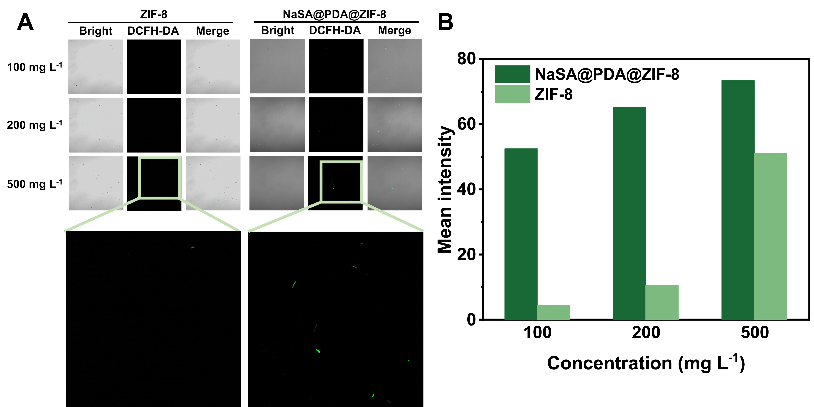 A
ZIF-8
NaSA@PDA@ZIF-8
Bright DCFH-DA Merge
Bright DCFH-DA Merge
100 mg L⁻¹
200 mg L⁻¹
500 mg L⁻¹
B
80
60
40
20
0
Mean intensity
NaSA@PDA@ZIF-8
ZIF-8
100
200
500
Concentration (mg L⁻¹)